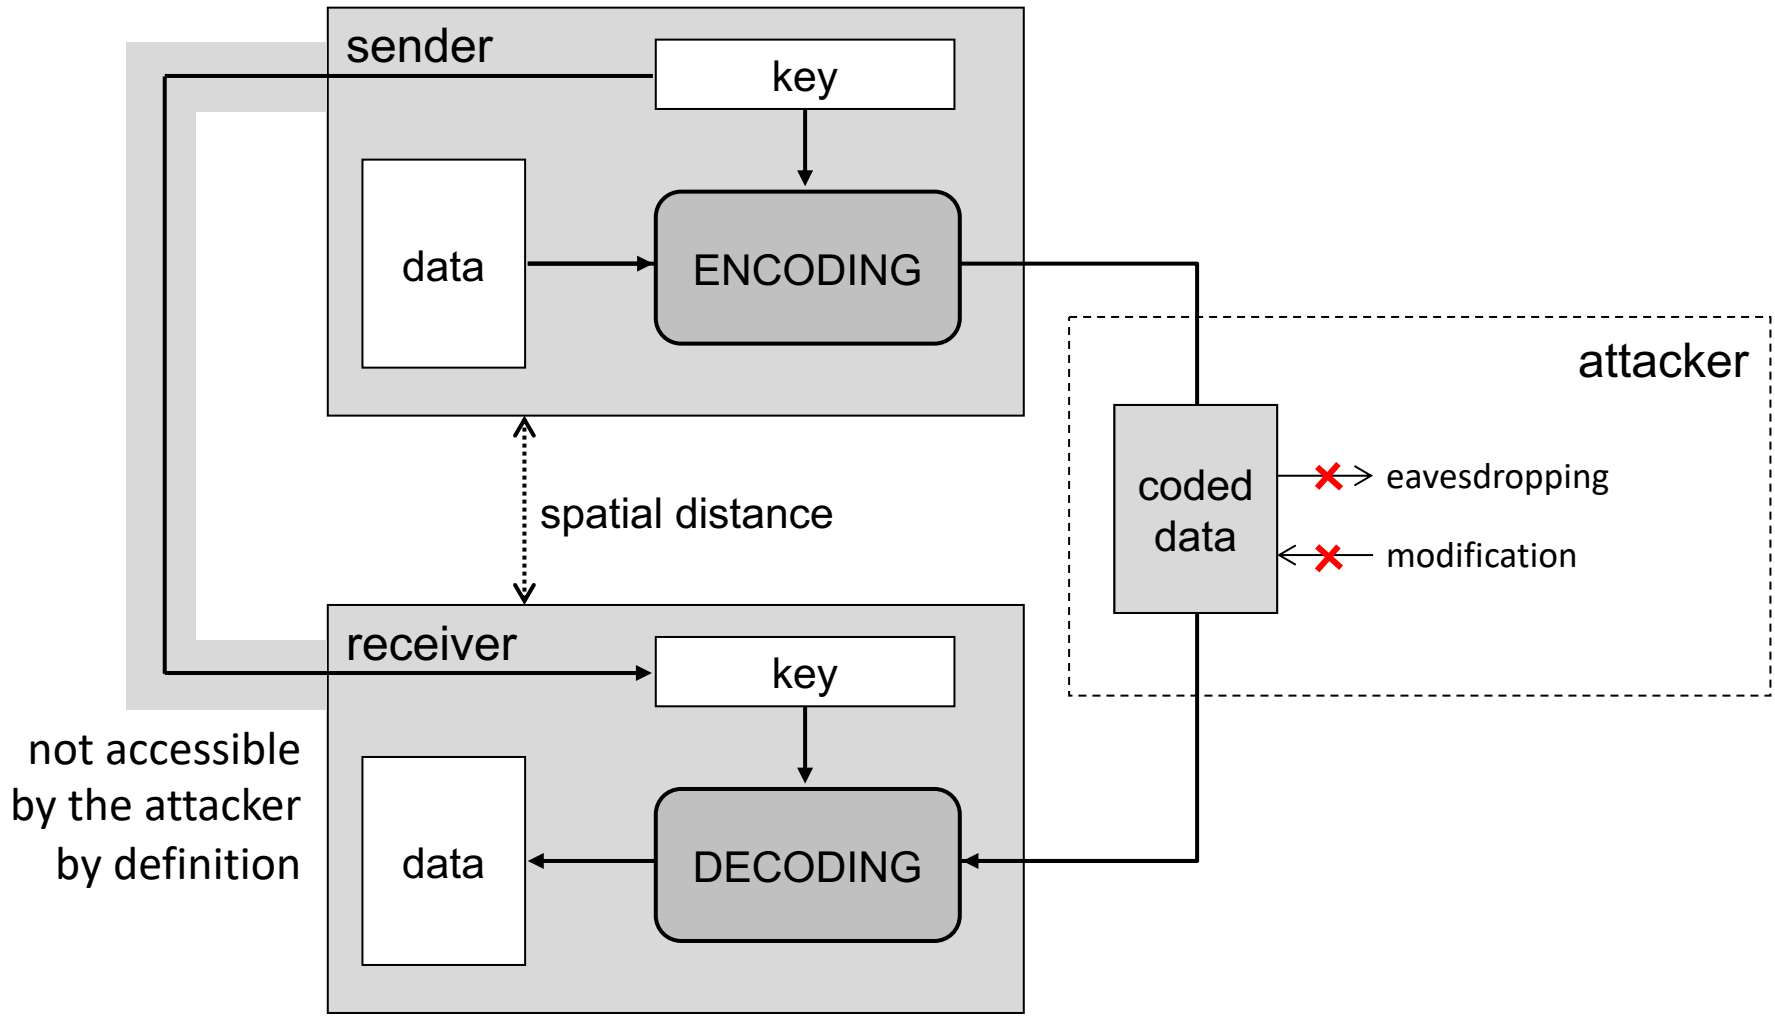 sender
key
data
ENCODING
attacker
coded
data
eavesdropping
modification
spatial distance
receiver
key
not accessible
by the attacker
by definition
data
DECODING